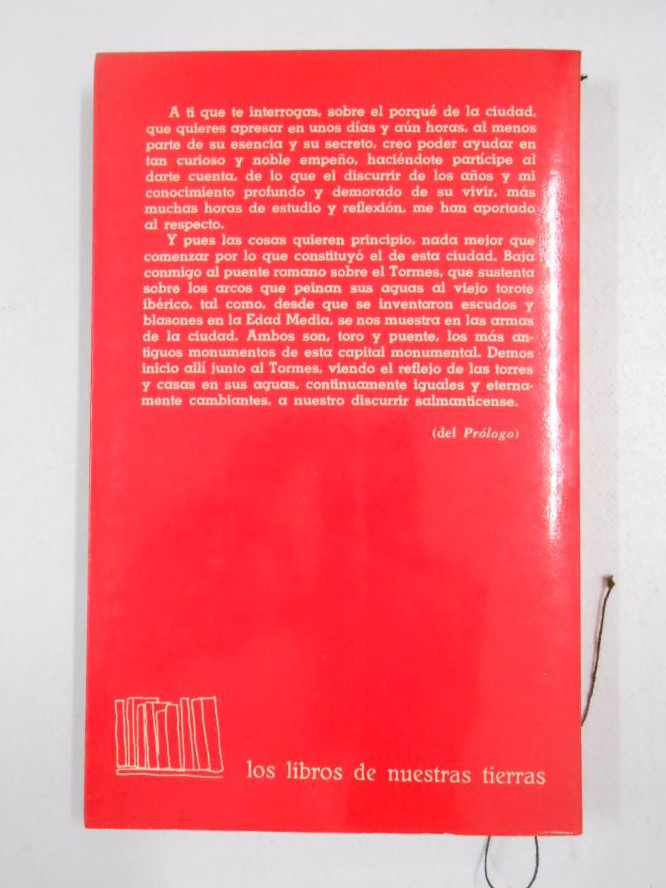 A ti que te interrogas, sobre el porqué de la ciudad,
que quieres apresar en unos días y aún horas, al menos
parte de su esencia y su secreto, creo poder ayudar en
tan curioso y noble empeño, haciéndote partícipe al
darte cuenta, de lo que el discurrir de los años y mi
conocimiento profundo y demorado de su vivir, más
muchas horas de estudio y reflexión, me han aportado
al respecto.
Y pues las cosas quieren principio, nada mejor que
comenzar por lo que constituyó el de esta ciudad. Baja
conmigo al puente romano sobre el Tormes, que sustenta
sobre los arcos que peinan sus aguas al viejo torote
ibérico, tal como, desde que se inventaron escudos y
blasones en la Edad Media, se nos muestra en las armas
de la ciudad. Ambos son, toro y puente, los más an-
tiguos monumentos de esta capital monumental. Demos
inicio allí junto al Tormes, viendo el reflejo de las torres
y casas en sus aguas, continuamente iguales y eterna-
mente cambiantes, a nuestro discurrir salmanticense.
(del Prólogo)
los libros de nuestras tierras